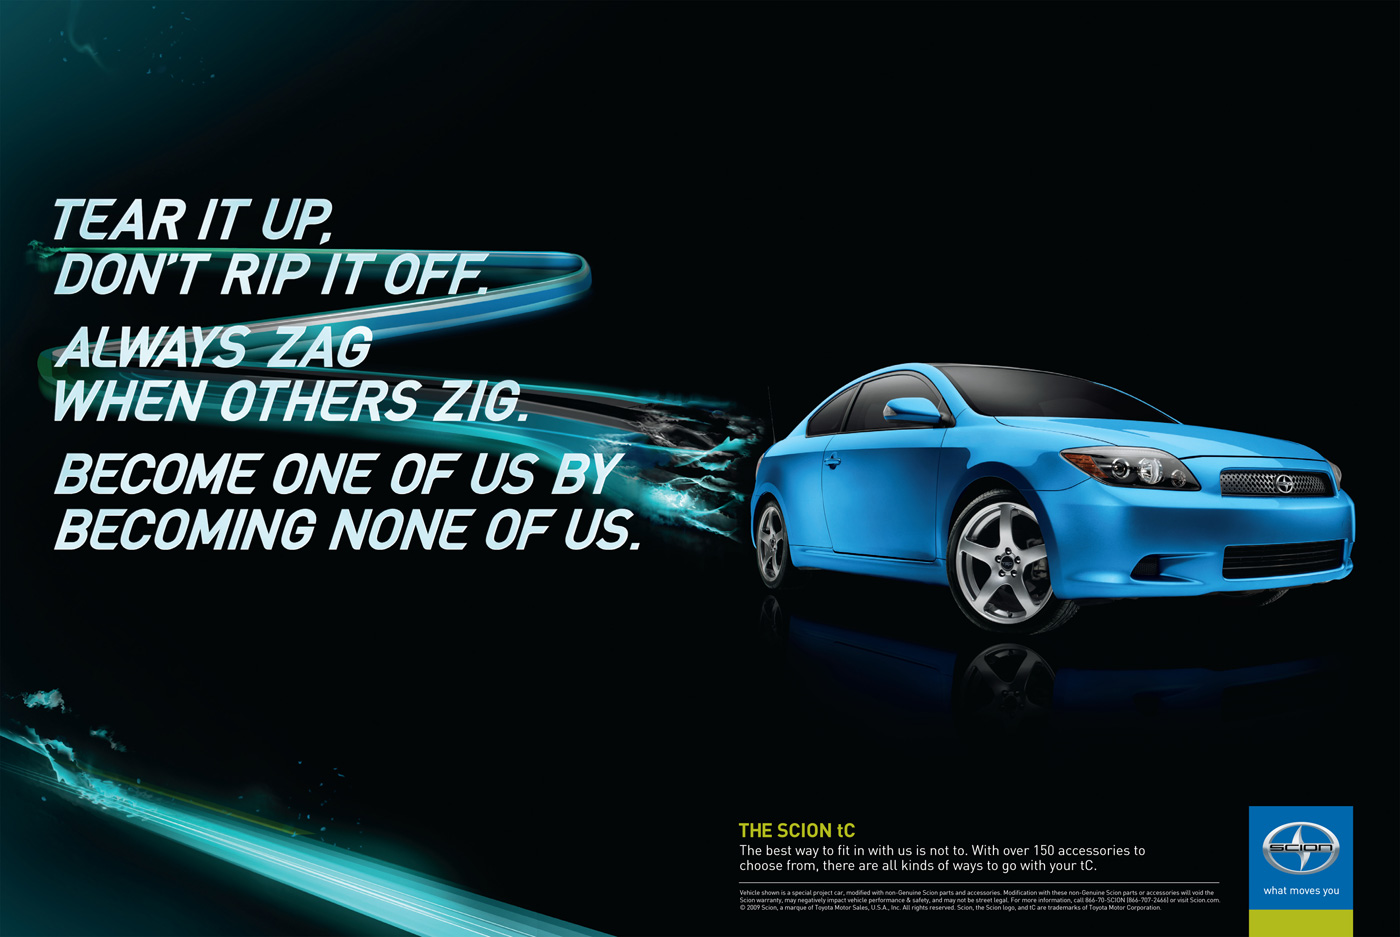 TEAR IT UP,
DON'T RIP IT OFF.
ALWAYS ZAG
WHEN OTHERS ZIG.
BECOME ONE OF US BY
BECOMING NONE OF US.
THE SCION tC
The best way to fit in with us is not to. With over 150 accessories to
choose from, there are all kinds of ways to go with your tC.
Vehicle shown is a special project car, modified with non-Genuine Scion parts and accessories. Modification with these non-Genuine Scion parts or accessories will void the
Scion warranty, may negatively impact vehicle performance & safety, and may not be street legal. For more information, call 866-70-SCION (866-707-2466) or visit Scion.com.
© 2009 Scion, a marque of Toyota Motor Sales, U.S.A., Inc. All rights reserved. Scion, the Scion logo, and tC are trademarks of Toyota Motor Corporation.
SCION
what moves you